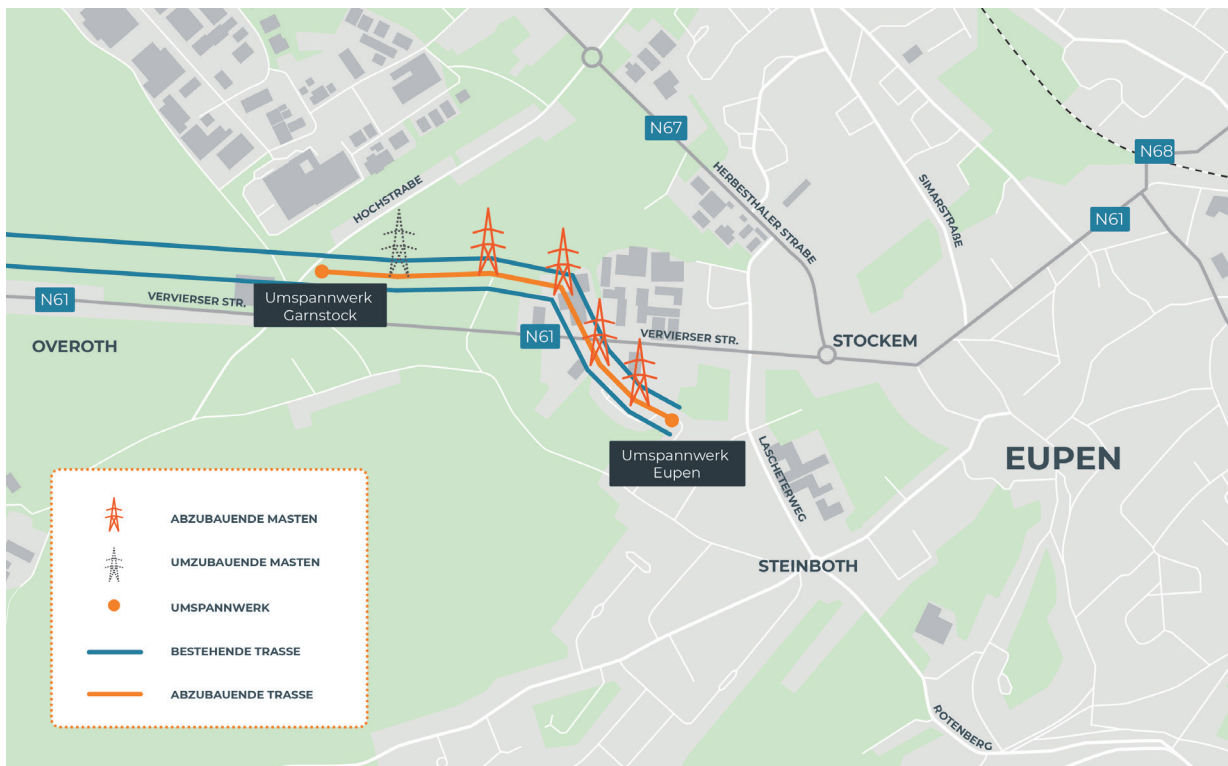 N67
N68
HERBESTHALER STRAßE
SIMARSTRAßE
N61
HOCHSTRAßE
N61
VERVIERSER STR.
Umspannwerk
Garnstock
N61
VERVIERSER STR.
STOCKEM
OVEROTH
Umspannwerk
Eupen
LASCHETERWEG
EUPEN
STEINBOTH
ROTENBERG
ABZUBAUENDE MASTEN
UMZUBAUENDE MASTEN
UMSPANNWERK
BESTEHENDE TRASSE
ABZUBAUENDE TRASSE